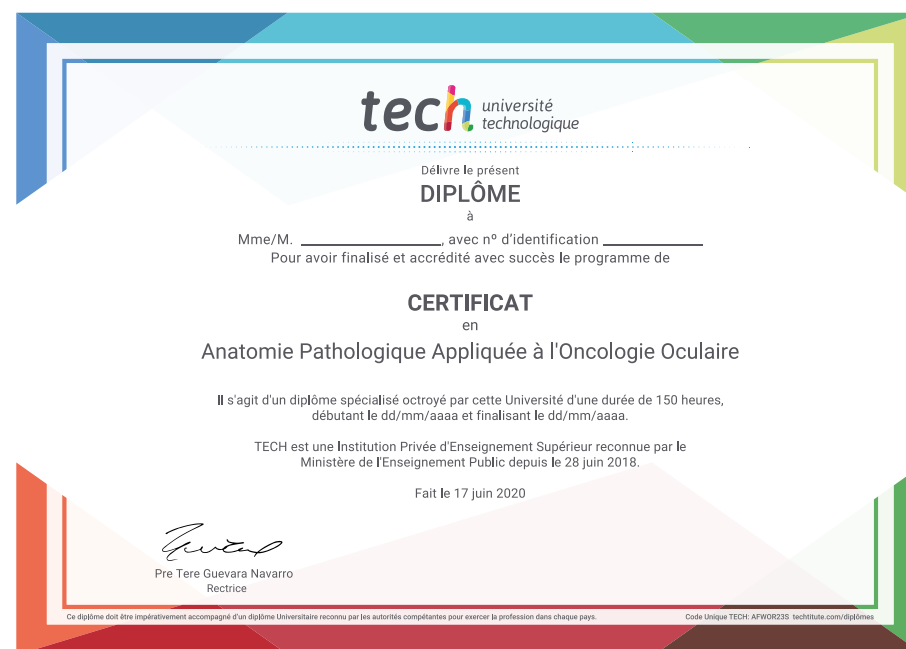 tech université
technologique
Délivre le présent
DIPLÔME
à
Mme/M. ____________________, avec nº d'identification ______________
Pour avoir finalisé et accrédité avec succès le programme de
CERTIFICAT
en
Anatomie Pathologique Appliquée à l'Oncologie Oculaire
Il s'agit d'un diplôme spécialisé octroyé par cette Université d'une durée de 150 heures,
débutant le dd/mm/aaaa et finalisant le dd/mm/aaaa.
TECH est une Institution Privée d'Enseignement Supérieur reconnue par le
Ministère de l'Enseignement Public depuis le 28 juin 2018.
Fait le 17 juin 2020
Pre Tere Guevara Navarro
Rectrice
Ce diplôme doit être impérativement accompagné d'un diplôme Universitaire reconnu par les autorités compétentes pour exercer la profession dans chaque pays.
Code Unique TECH: AFWOR23S techtitute.com/diplômes